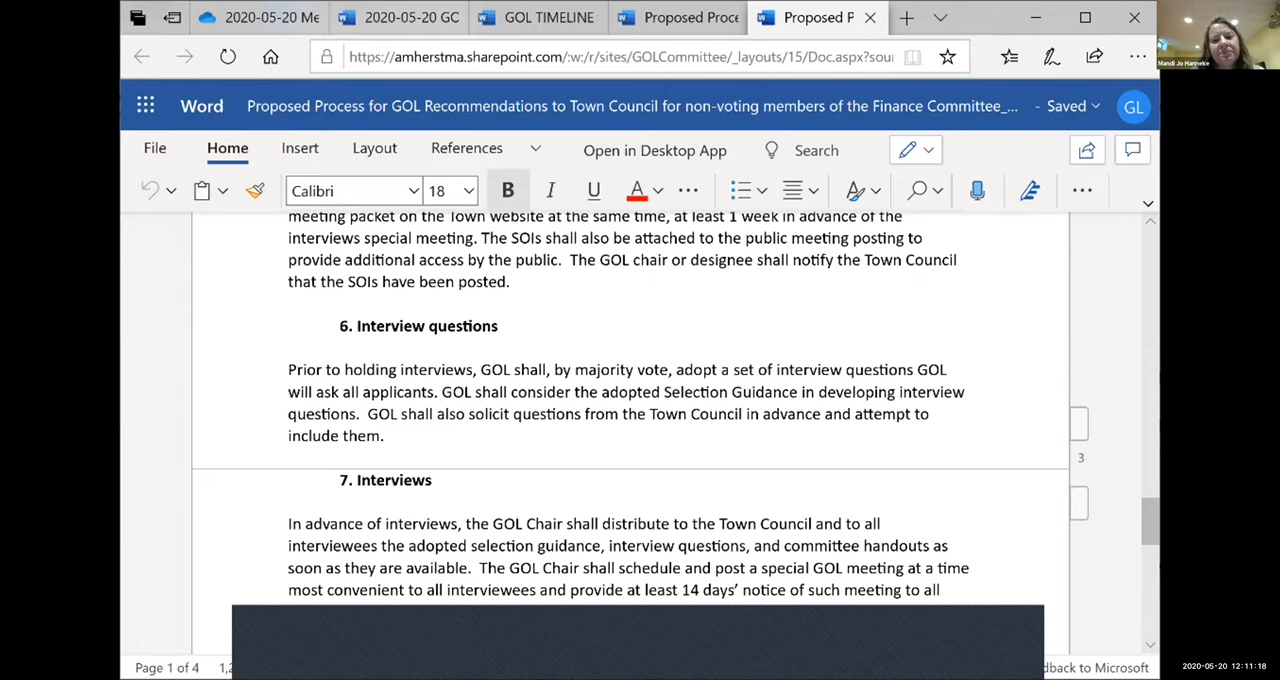 2020-05-20 Me
2020-05-20 GC
GOL TIMELINE
Proposed Proce
Proposed P
https://amherstma.sharepoint.com/:w:/r/sites/GOLCommittee/_layouts/15/Doc.aspx?sour
Word
Proposed Process for GOL Recommendations to Town Council for non-voting members of the Finance Committee_...
- Saved
GL
File
Home
Insert
Layout
References
Open in Desktop App
Search
Calibri
18
B
I
U
A
meeting packet on the Town website at the same time, at least 1 week in advance of the
interviews special meeting. The SOIs shall also be attached to the public meeting posting to
provide additional access by the public. The GOL chair or designee shall notify the Town Council
that the SOIs have been posted.
6. Interview questions
Prior to holding interviews, GOL shall, by majority vote, adopt a set of interview questions GOL
will ask all applicants. GOL shall consider the adopted Selection Guidance in developing interview
questions. GOL shall also solicit questions from the Town Council in advance and attempt to
include them.
3
7. Interviews
In advance of interviews, the GOL Chair shall distribute to the Town Council and to all
interviewees the adopted selection guidance, interview questions, and committee handouts as
soon as they are available. The GOL Chair shall schedule and post a special GOL meeting at a time
most convenient to all interviewees and provide at least 14 days’ notice of such meeting to all
Page 1 of 4
1,2
dback to Microsoft
Mandi Jo Hanneke
2020-05-20 12:11:18